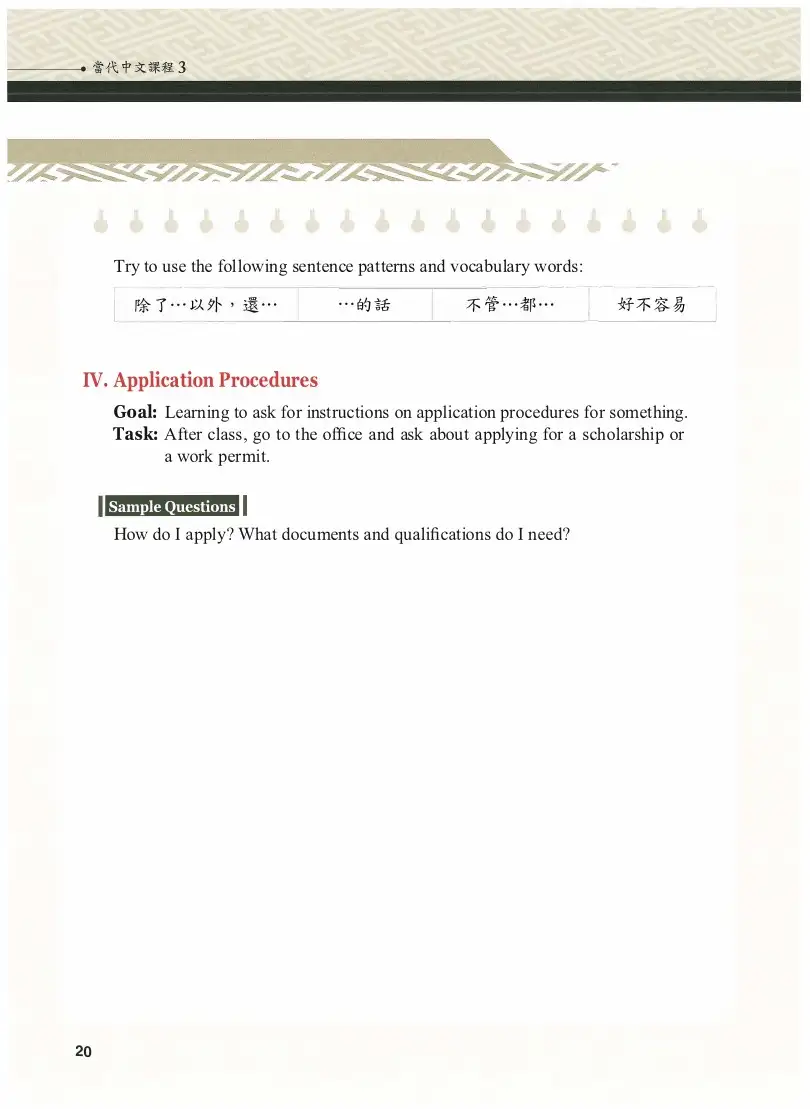 當代中文課程 3
Try to use the following sentence patterns and vocabulary words:
除了⋯以外，還⋯ ⋯的話 不管⋯都⋯ 好不容易
IV. Application Procedures
Goal: Learning to ask for instructions on application procedures for something.
Task: After class, go to the office and ask about applying for a scholarship or
a work permit.
Sample Questions
How do I apply? What documents and qualifications do I need?
20